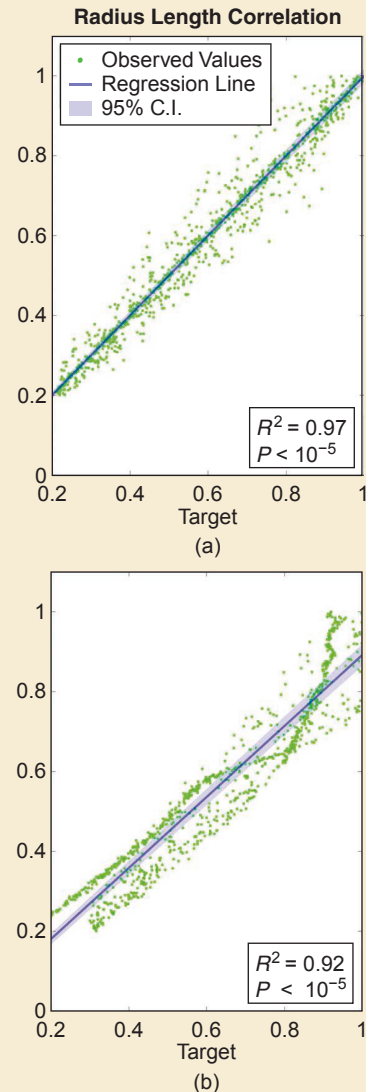 Radius Length Correlation
1
0.8
0.6
0.4
0.2
0
Observed Values
Regression Line
95% C.I.
R² = 0.97
P < 10⁻⁵
0.2 0.4 0.6 0.8 1
Target
(a)
1
0.8
0.6
0.4
0.2
0
R² = 0.92
P < 10⁻⁵
0.2 0.4 0.6 0.8 1
Target
(b)